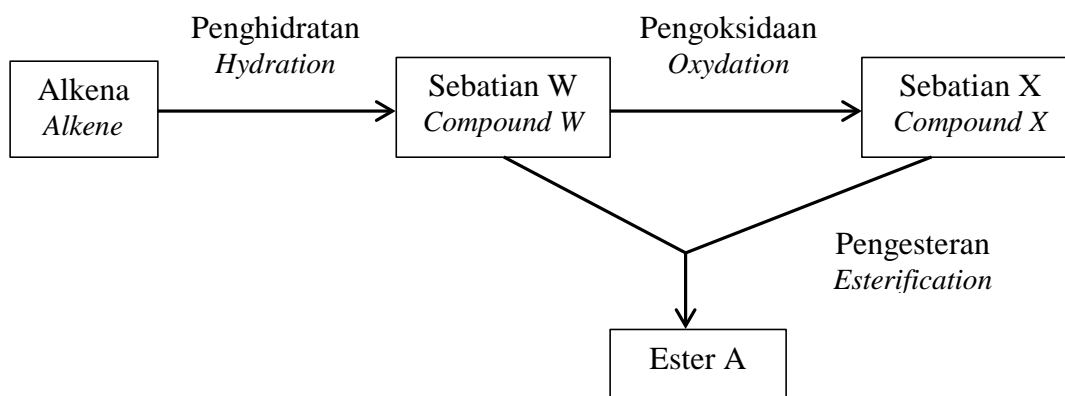 Penghidratan
Hydration
Pengoksidaan
Oxydation
Alkena
Alkene
Sebatian W
Compound W
Sebatian X
Compound X
Pengesteran
Esterification
Ester A